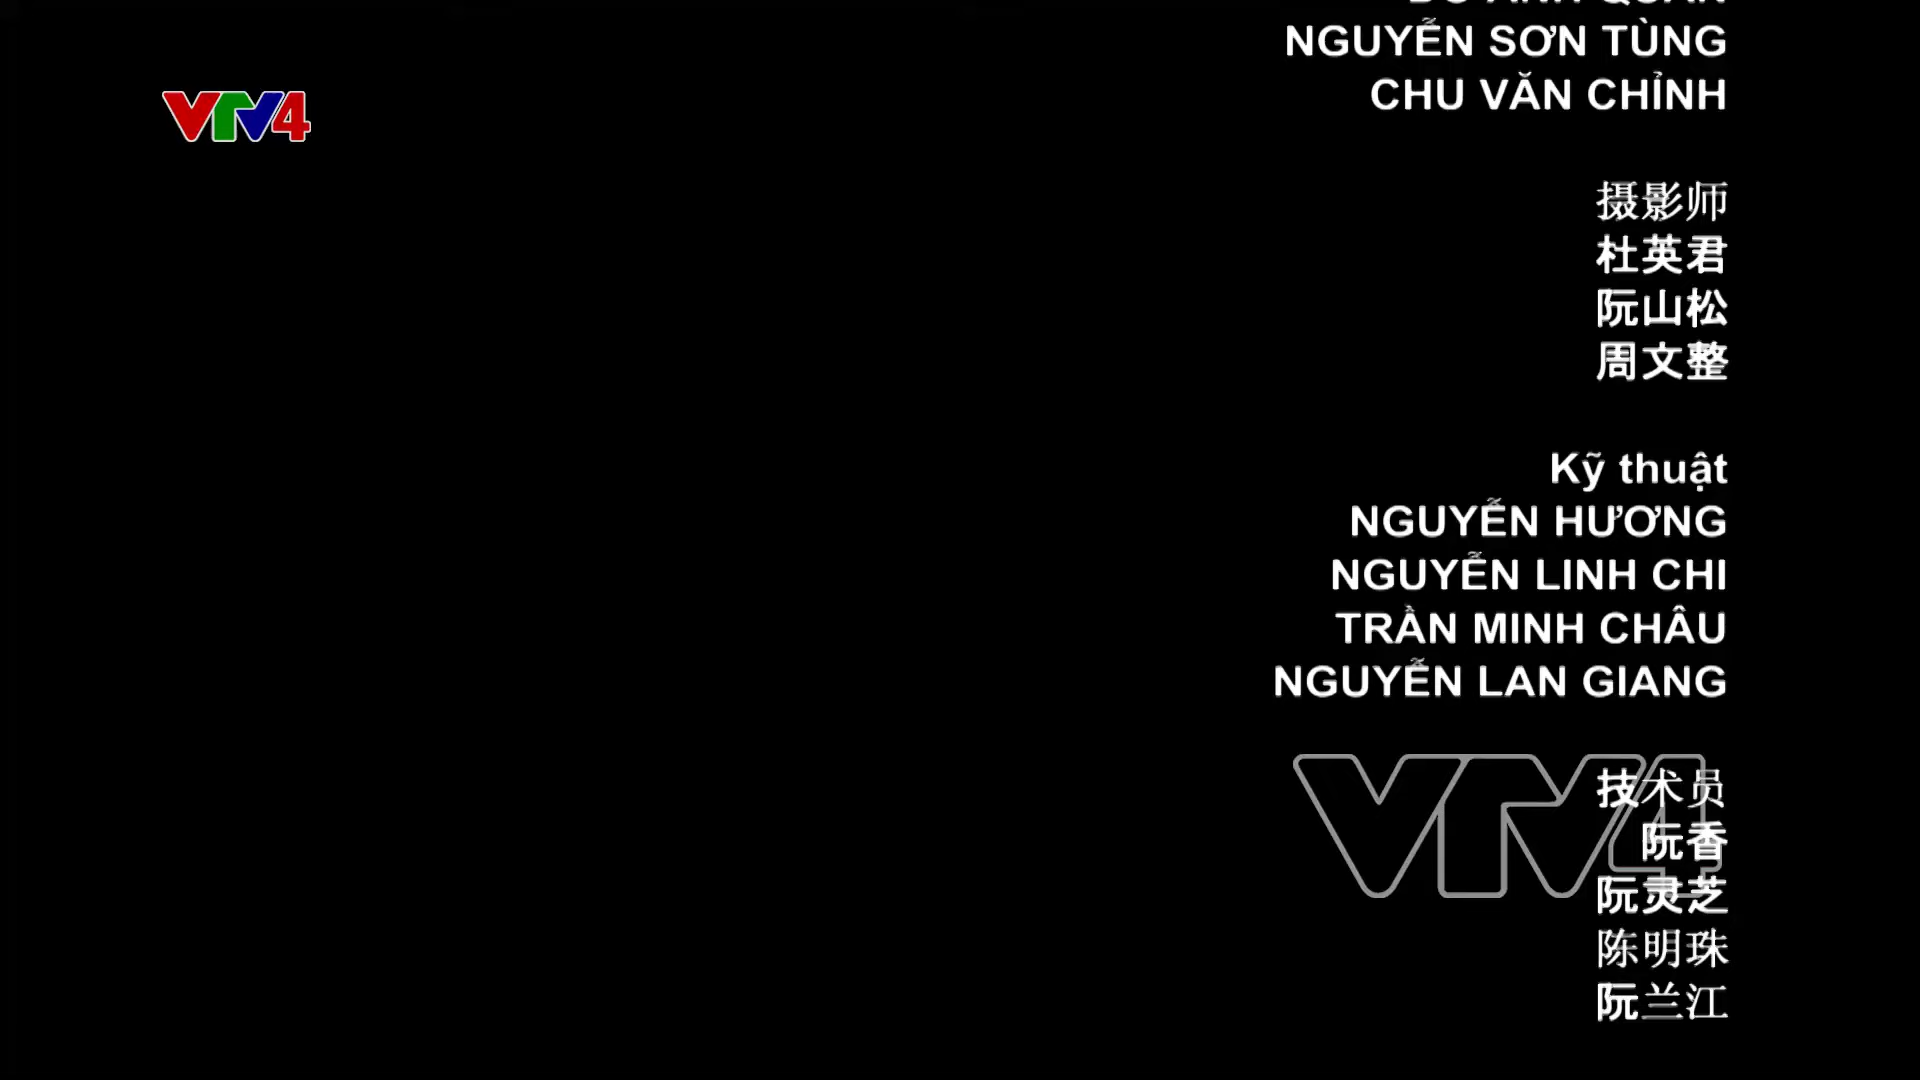 NGUYỄN SƠN TÙNG
CHU VĂN CHỈNH
VTV4
摄影师
杜英君
阮山松
周文整
Kỹ thuật
NGUYỄN HƯƠNG
NGUYỄN LINH CHI
TRẦN MINH CHÂU
NGUYỄN LAN GIANG
VTV4
技术员
阮香
阮灵芝
陈明珠
阮兰江